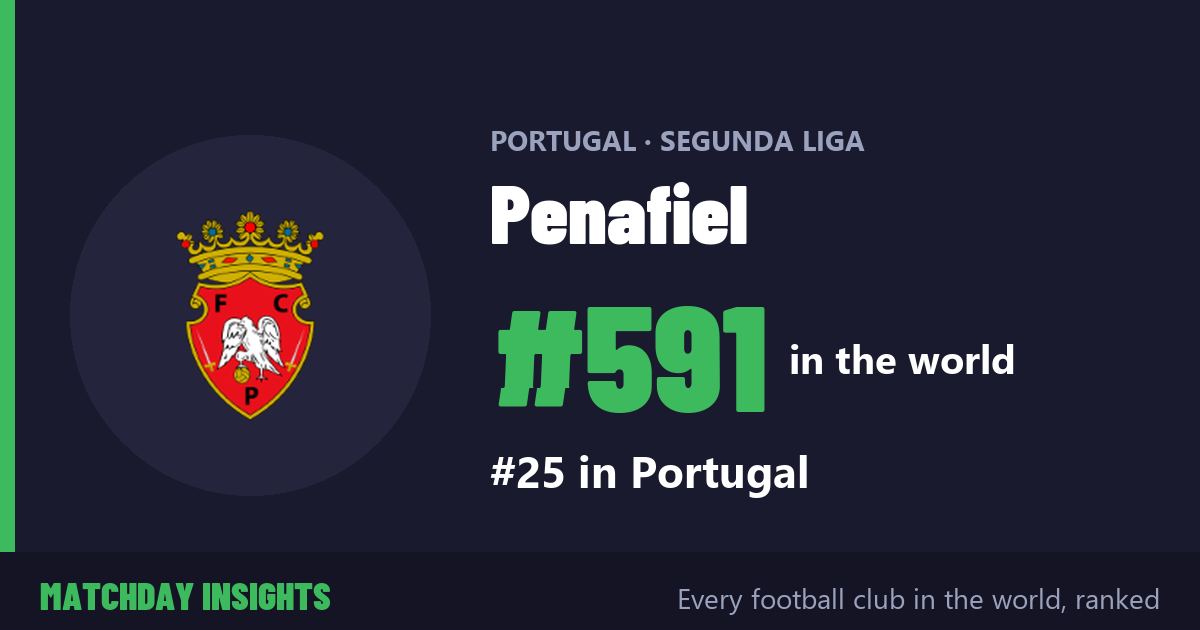 PORTUGAL · SEGUNDA LIGA
Penafiel
#591 in the world
#25 in Portugal
F C
P
MATCHDAY INSIGHTS
Every football club in the world, ranked